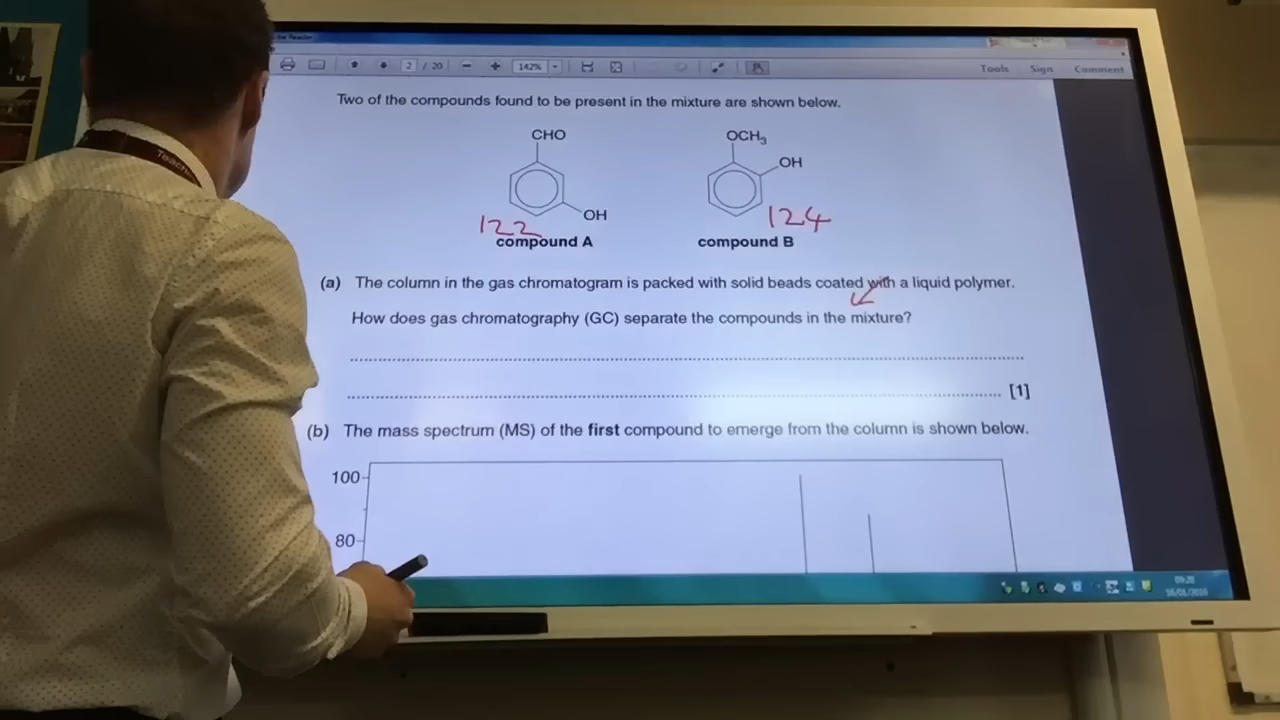 2 / 20
142%
Tools Sign Comment
Two of the compounds found to be present in the mixture are shown below.
CHO
OH
122
compound A
OCH₃
OH
124
compound B
(a) The column in the gas chromatogram is packed with solid beads coated with a liquid polymer.
How does gas chromatography (GC) separate the compounds in the mixture?
[1]
(b) The mass spectrum (MS) of the first compound to emerge from the column is shown below.
100
80
Teach